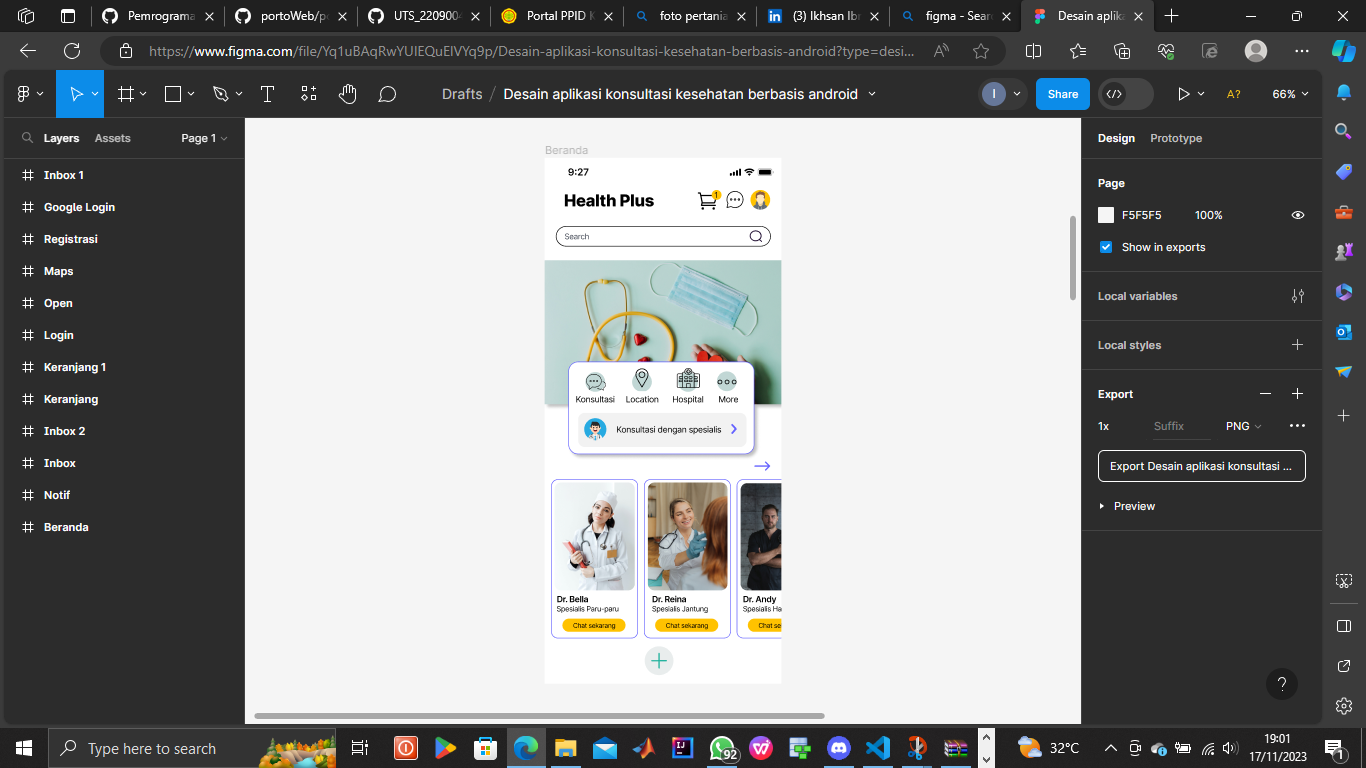 Pemrograma
portoWeb/po
UTS_2209004
Portal PPID K
foto pertania
(3) Ikhsan Ibr
figma - Sear
Desain aplika
https://www.figma.com/file/Yq1uBAqRwYUIEQuElVYq9p/Desain-aplikasi-konsultasi-kesehatan-berbasis-android?type=desi...
Drafts / Desain aplikasi konsultasi kesehatan berbasis android
I
Share
A?
66%
Layers Assets Page 1
Inbox 1
Google Login
Registrasi
Maps
Open
Login
Keranjang 1
Keranjang
Inbox 2
Inbox
Notif
Beranda
Beranda
9:27
Health Plus
1
Search
Konsultasi Location Hospital More
Konsultasi dengan spesialis
Dr. Bella
Spesialis Paru-paru
Chat sekarang
Dr. Reina
Spesialis Jantung
Chat sekarang
Dr. Andy
Spesialis Ha
Chat se
Design Prototype
Page
F5F5F5 100%
Show in exports
Local variables
Local styles
Export
1x Suffix PNG
Export Desain aplikasi konsultasi ...
Preview
?
Type here to search
92
32°C
19:01
17/11/2023
1